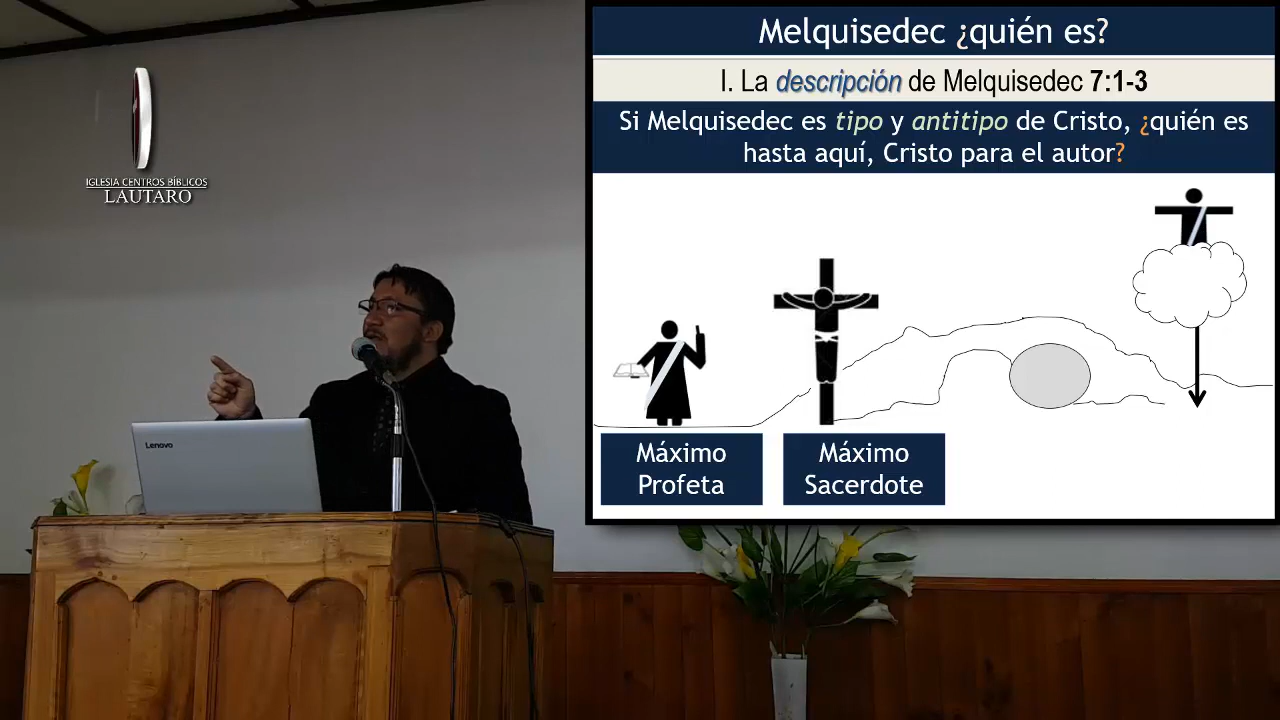 IGLESIA CENTROS BÍBLICOS
LAUTARO
Lenovo
Melquisedec ¿quién es?
I. La descripción de Melquisedec 7:1-3
Si Melquisedec es tipo y antitipo de Cristo, ¿quién es
hasta aquí, Cristo para el autor?
Máximo
Profeta
Máximo
Sacerdote